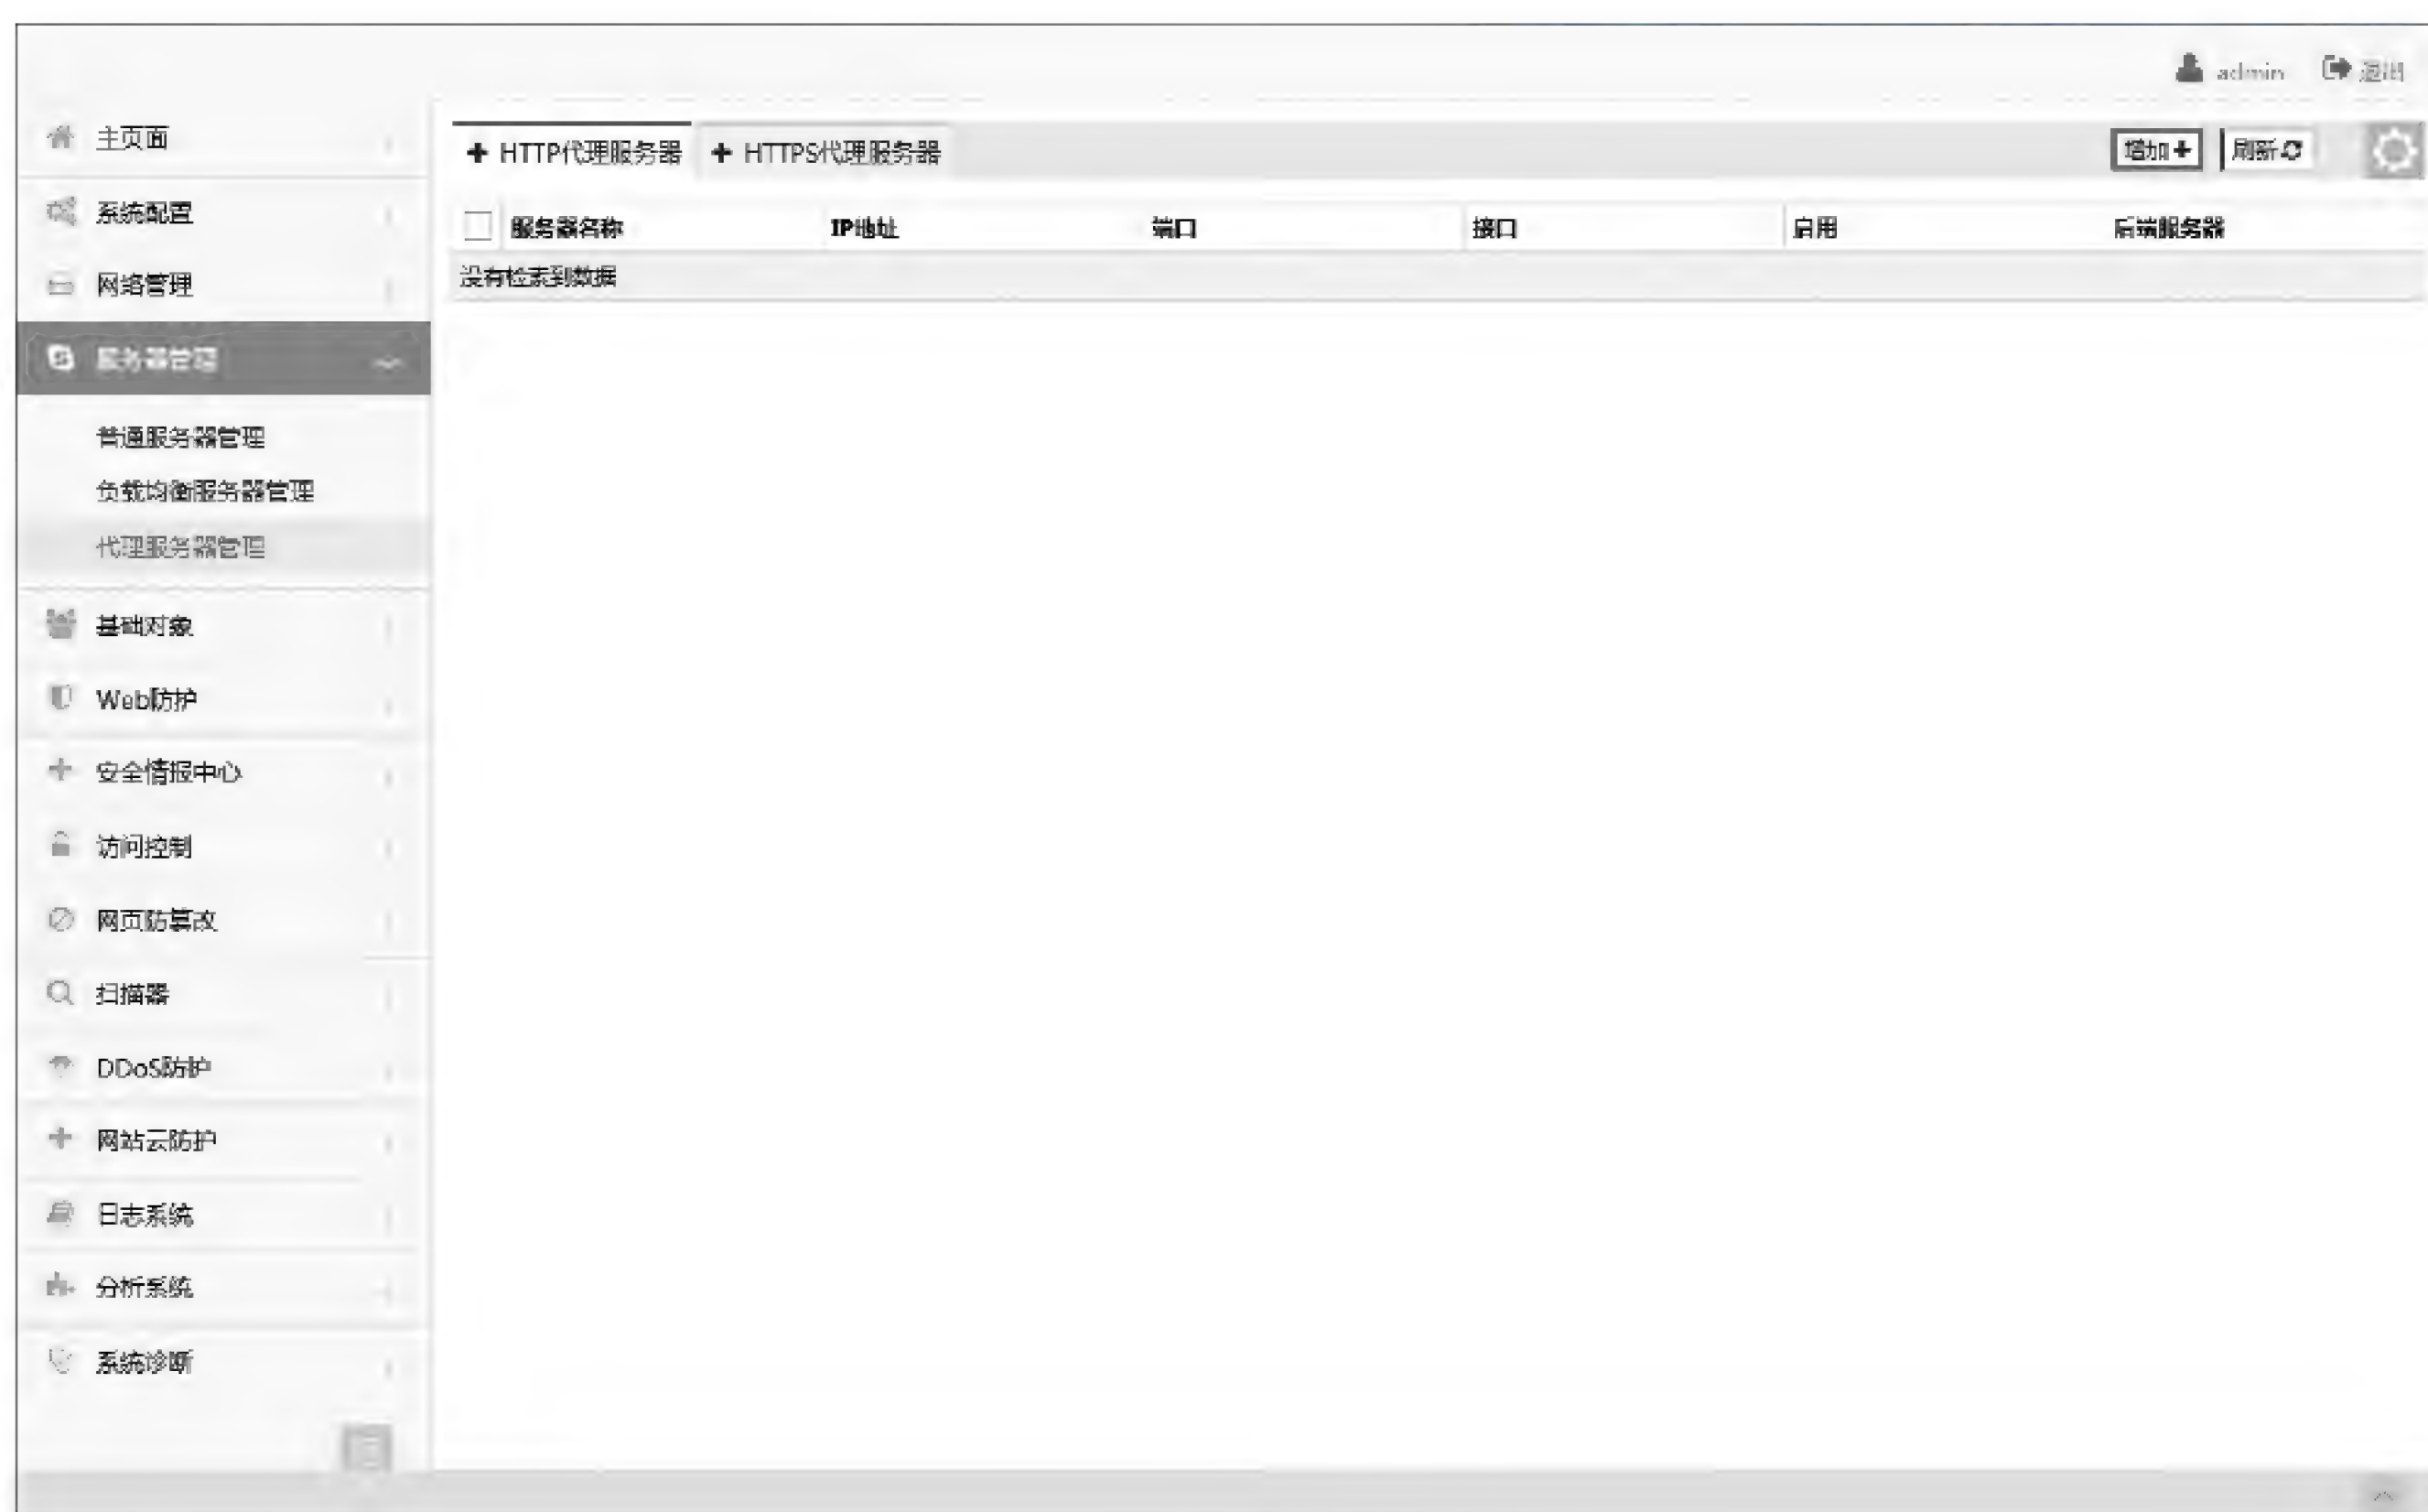 admin 退出
主页面
系统配置
网络管理
服务器管理
普通服务器管理
负载均衡服务器管理
代理服务器管理
基础对象
Web防护
安全情报中心
访问控制
网页防篡改
扫描器
DDoS防护
网站云防护
日志系统
分析系统
系统诊断
HTTP代理服务器 HTTPS代理服务器 增加 刷新
服务器名称 IP地址 端口 接口 启用 后端服务器
没有检索到数据